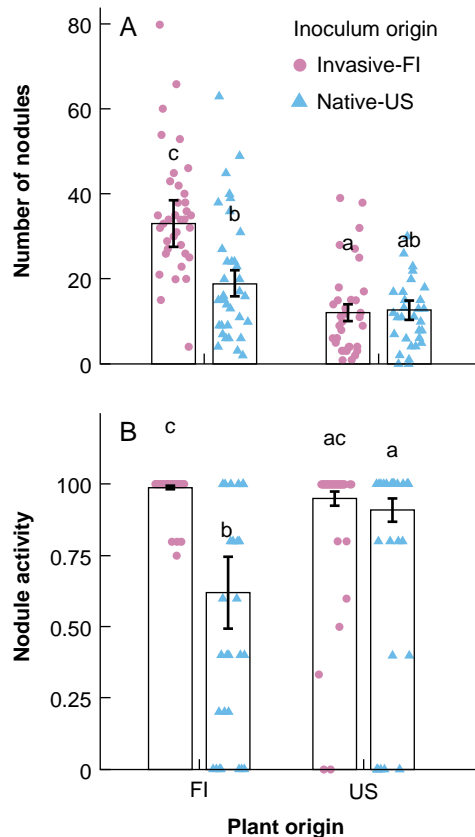 A
Inoculum origin
Invasive-FI
Native-US
Number of nodules
80
60
40
20
0
c
b
a
ab
B
Nodule activity
100
0.75
0.50
0.25
0
c
b
ac
a
FI
US
Plant origin